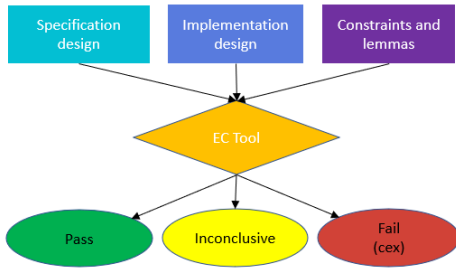 Specification
design
Implementation
design
Constraints and
lemmas
EC Tool
Pass
Inconclusive
Fail
(cex)